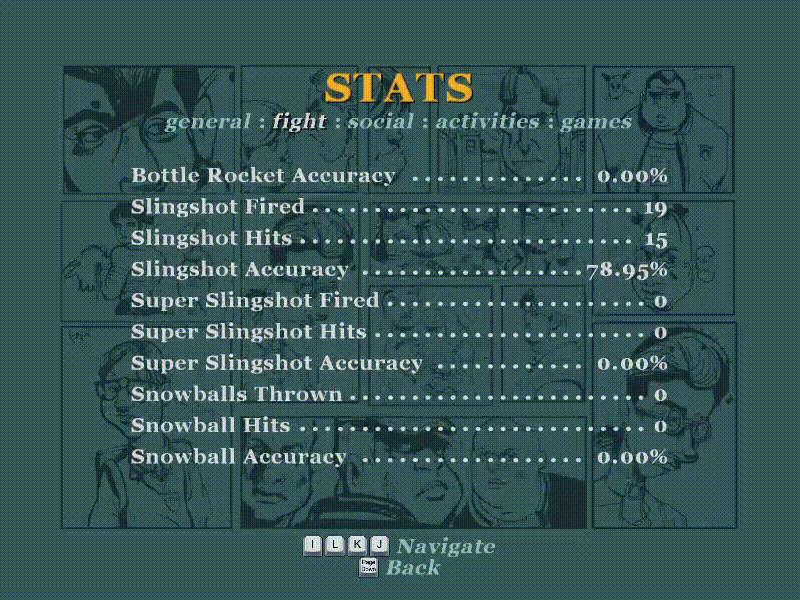 STATS
general : fight : social : activities : games
Bottle Rocket Accuracy . . . . . . . . . . . . . . 0.00%
Slingshot Fired . . . . . . . . . . . . . . . . . . . . . . . . . . 19
Slingshot Hits . . . . . . . . . . . . . . . . . . . . . . . . . . . 15
Slingshot Accuracy . . . . . . . . . . . . . . . . . . 78.95%
Super Slingshot Fired . . . . . . . . . . . . . . . . . . . . . 0
Super Slingshot Hits . . . . . . . . . . . . . . . . . . . . . . 0
Super Slingshot Accuracy . . . . . . . . . . . . 0.00%
Snowballs Thrown . . . . . . . . . . . . . . . . . . . . . . . . 0
Snowball Hits . . . . . . . . . . . . . . . . . . . . . . . . . . . . 0
Snowball Accuracy . . . . . . . . . . . . . . . . . . 0.00%
I L K J Navigate
Page Down Back